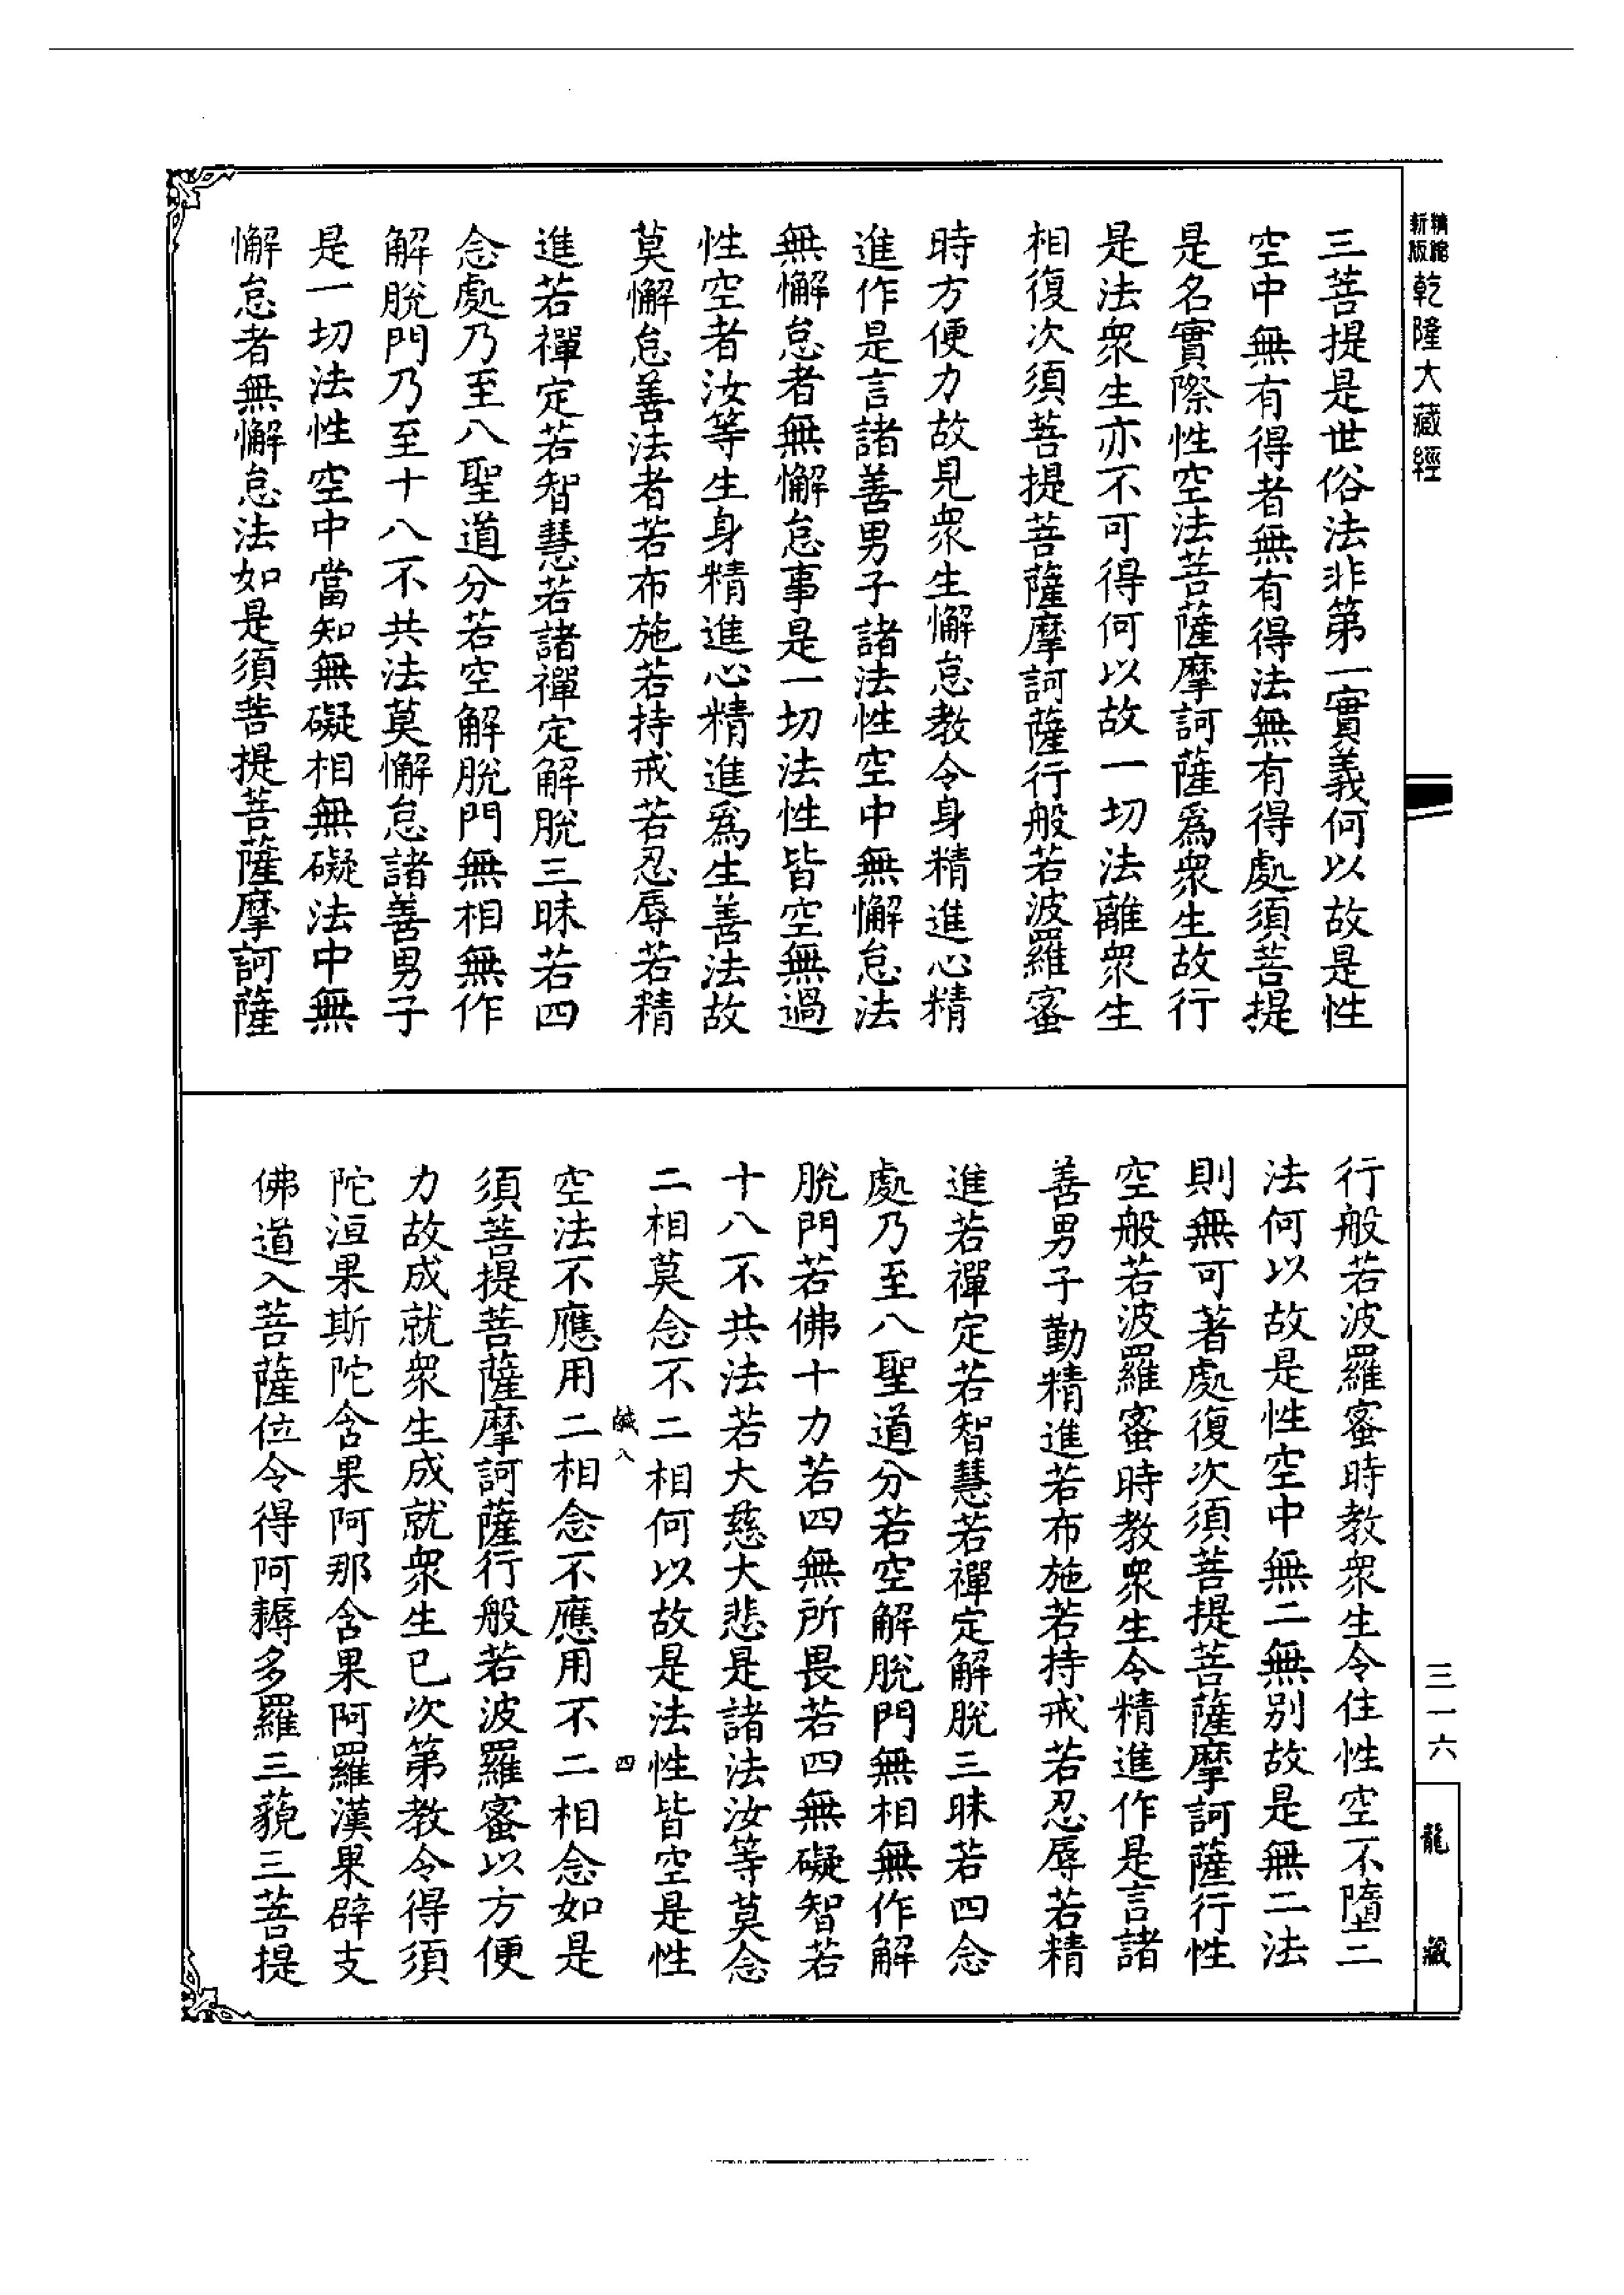 精縮新版乾隆大藏經
三菩提是世俗法非第一實義何以故是性
空中無有得者無有得法無有得處須菩提
是名實際性空法菩薩摩訶薩爲衆生故行
是法衆生亦不可得何以故一切法離衆生
相復次須菩提菩薩摩訶薩行般若波羅蜜
時方便力故見衆生懈怠教令身精進心精
進作是言諸善男子諸法性空中無懈怠法
無懈怠者無懈怠事是一切法性皆空無過
性空者汝等生身精進心精進爲生善法故
莫懈怠善法者若布施若持戒若忍辱若精
進若禪定若智慧若諸禪定解脫三昧若四
念處乃至八聖道分若空解脫門無相無作
解脫門乃至十八不共法莫懈怠諸善男子
是一切法性空中當知無礙相無礙法中無
懈怠者無懈怠法如是須菩提菩薩摩訶薩
行般若波羅蜜時教衆生令住性空不墮二
法何以故是性空中無二無別故是無二法
則無可著處復次須菩提菩薩摩訶薩行性
空般若波羅蜜時教衆生令精進作是言諸
善男子勤精進若布施若持戒若忍辱若精
進若禪定若智慧若禪定解脫三昧若四念
處乃至八聖道分若空解脫門無相無作解
脫門若佛十力若四無所畏若四無礙智若
十八不共法若大慈大悲是諸法汝等莫念
二相莫念不二相何以故是法性皆空是性
鹹八 四
空法不應用二相念不應用不二相念如是
須菩提菩薩摩訶薩行般若波羅蜜以方便
力故成就衆生成就衆生已次第教令得須
陀洹果斯陀含果阿那含果阿羅漢果辟支
佛道入菩薩位令得阿耨多羅三藐三菩提
三一六
龍藏